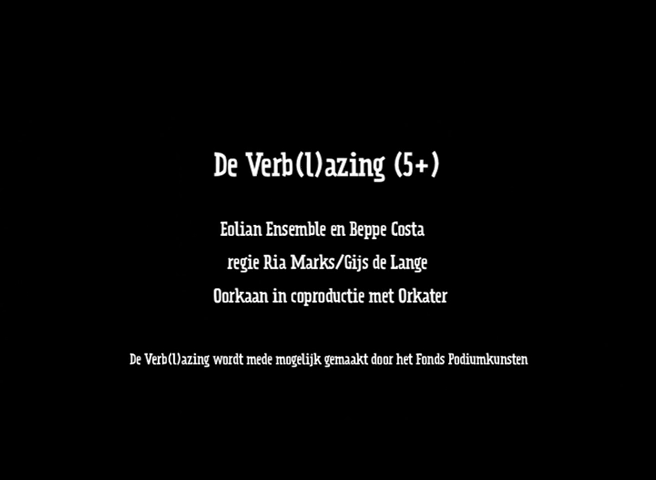 De Verb(l)azing (5+)
Eolian Ensemble en Beppe Costa
regie Ria Marks/Gijs de Lange
Oorkaan in coproductie met Orkater
De Verb(l)azing wordt mede mogelijk gemaakt door het Fonds Podiumkunsten